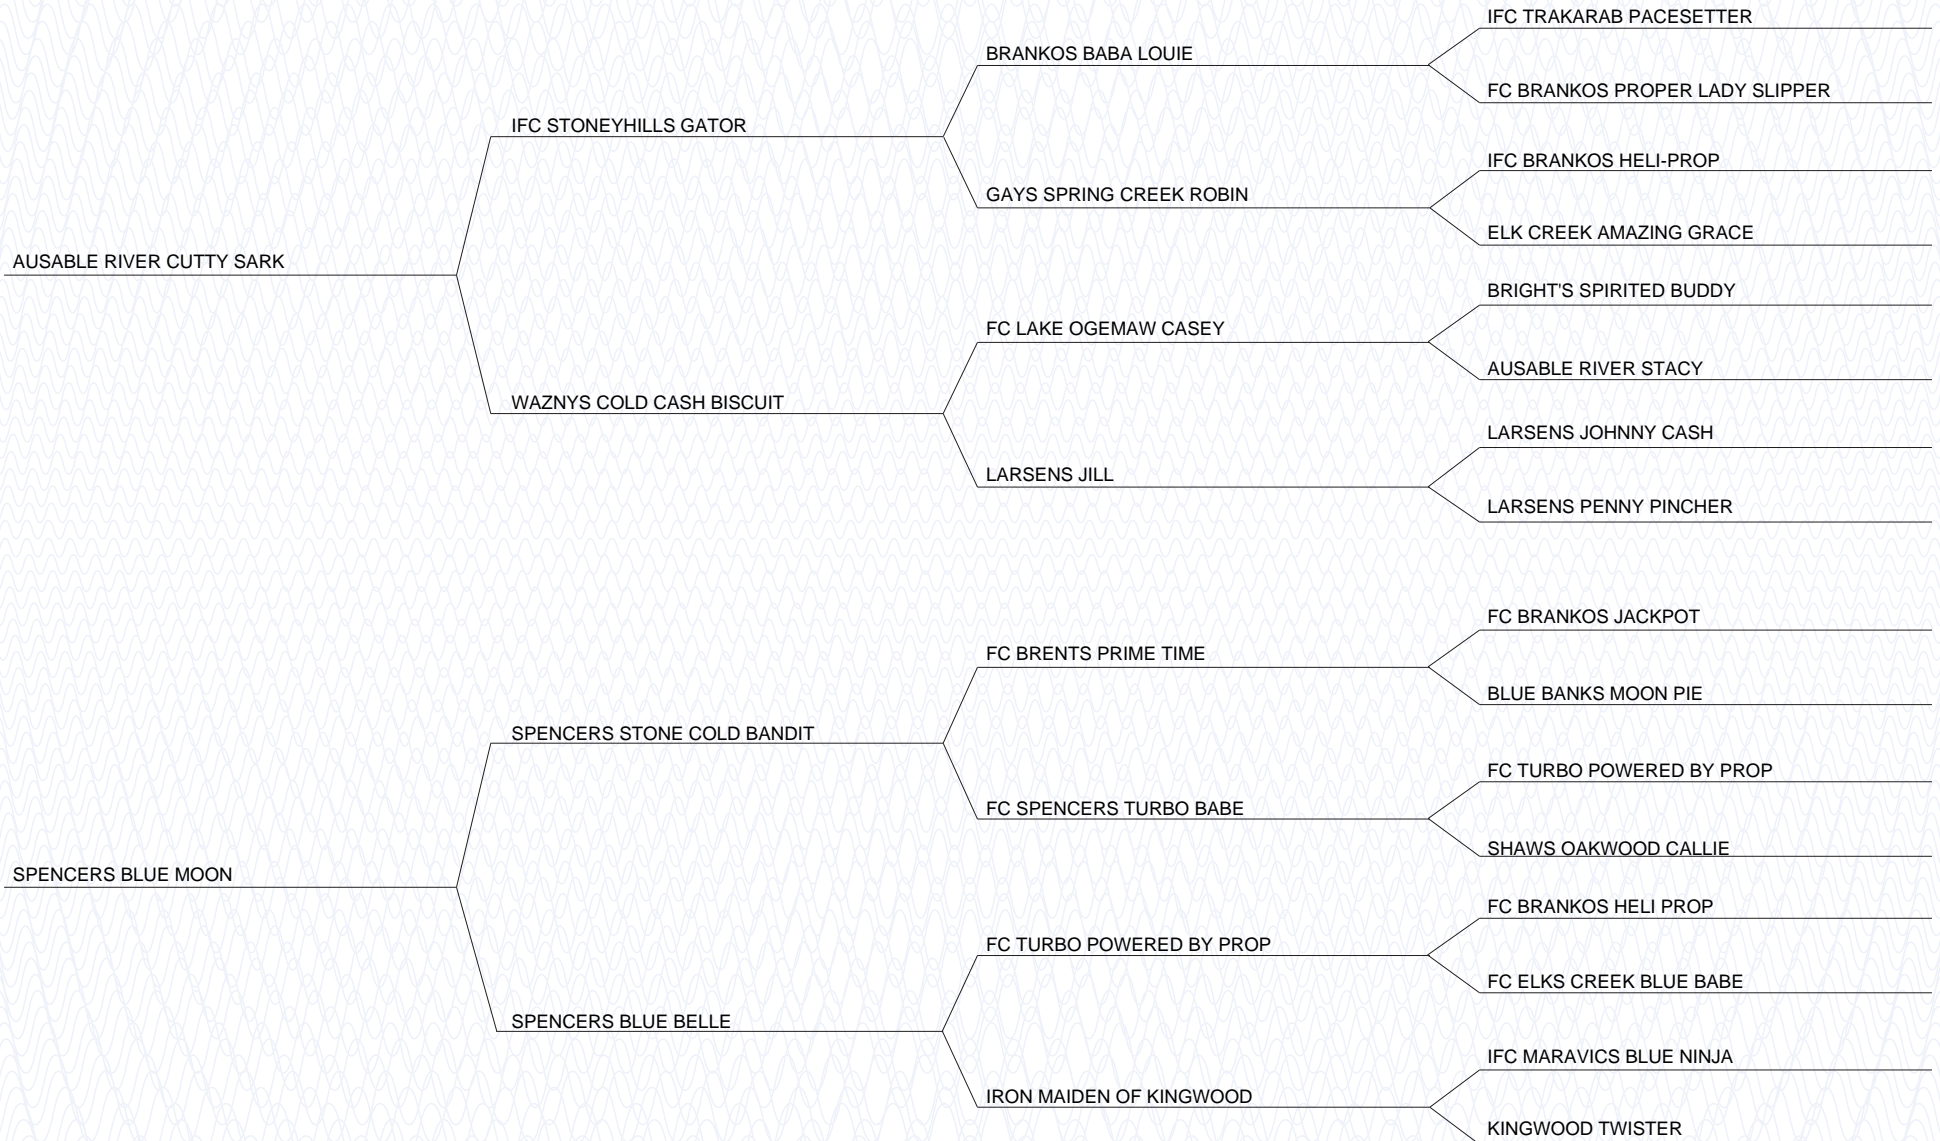 IFC TRAKARAB PACESETTER
BRANKOS BABA LOUIE
FC BRANKOS PROPER LADY SLIPPER
IFC STONEYHILLS GATOR
IFC BRANKOS HELI-PROP
GAYS SPRING CREEK ROBIN
ELK CREEK AMAZING GRACE
AUSABLE RIVER CUTTY SARK
BRIGHT'S SPIRITED BUDDY
FC LAKE OGEMAW CASEY
AUSABLE RIVER STACY
WAZNYS COLD CASH BISCUIT
LARSENS JOHNNY CASH
LARSENS JILL
LARSENS PENNY PINCHER
FC BRANKOS JACKPOT
FC BRENTS PRIME TIME
BLUE BANKS MOON PIE
SPENCERS STONE COLD BANDIT
FC TURBO POWERED BY PROP
FC SPENCERS TURBO BABE
SHAWS OAKWOOD CALLIE
SPENCERS BLUE MOON
FC BRANKOS HELI PROP
FC TURBO POWERED BY PROP
FC ELKS CREEK BLUE BABE
SPENCERS BLUE BELLE
IFC MARAVICS BLUE NINJA
IRON MAIDEN OF KINGWOOD
KINGWOOD TWISTER